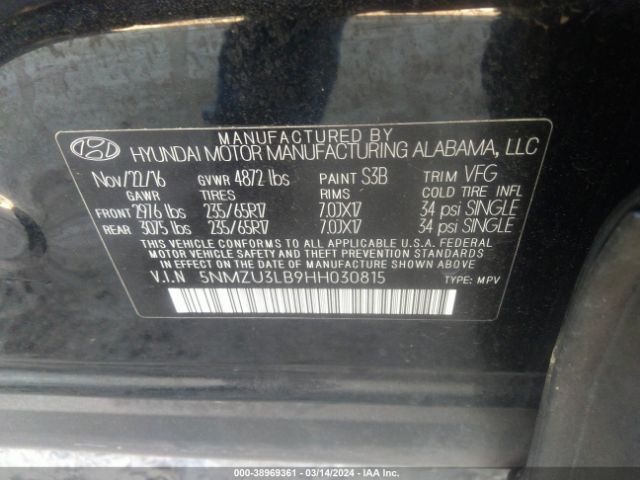 MANUFACTURED BY
HYUNDAI MOTOR MANUFACTURING ALABAMA, LLC
Nov/22/16 GVWR 4872 lbs PAINT S3B TRIM VFG
GAWR TIRES RIMS COLD TIRE INFL
FRONT 2976 lbs 235/65R17 7.0JX17 34 psi SINGLE
REAR 3075 lbs 235/65R17 7.0JX17 34 psi SINGLE
THIS VEHICLE CONFORMS TO ALL APPLICABLE U.S.A. FEDERAL
MOTOR VEHICLE SAFETY AND THEFT PREVENTION STANDARDS
IN EFFECT ON THE DATE OF MANUFACTURE SHOWN ABOVE.
V.I.N 5NMZU3LB9HH030815 TYPE: MPV
000-38969361 - 03/14/2024 - IAA Inc.